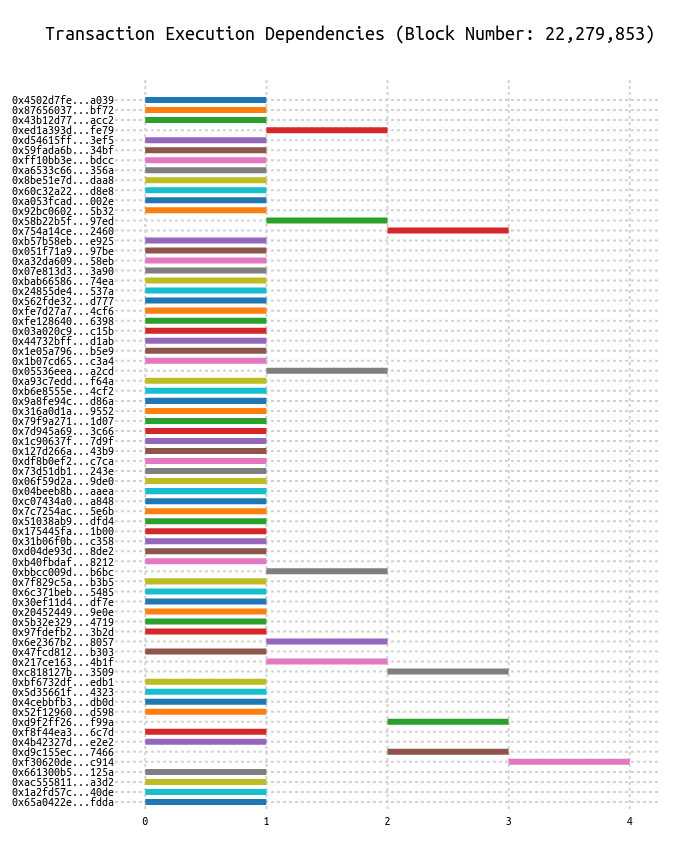 Transaction Execution Dependencies (Block Number: 22,279,853)
0x4502d7fe...a039
0x87656037...bf72
0x43b12d77...acc2
0xed1a393d...fe79
0xd54615ff...3ef5
0x59fada6b...34bf
0xff10bb3e...bdcc
0xa6533c66...356a
0x8be51e7d...daa8
0x60c32a22...d8e8
0xa053fcad...002e
0x92bc0602...5b32
0x58b22b5f...97ed
0x754a14ce...2460
0xb57b58eb...e925
0x051f71a9...97be
0xa32da609...58eb
0x07e813d3...3a90
0xbab66586...74ea
0x24855de4...537a
0x562fde32...d777
0xfe7d27a7...4cf6
0xfe128640...6398
0x03a020c9...c15b
0x44732bff...d1ab
0x1e05a796...b5e9
0x1b07cd65...c3a4
0x05536eea...a2cd
0xa93c7edd...f64a
0xb6e8555e...4cf2
0x9a8fe94c...d86a
0x316a0d1a...9552
0x79f9a271...1d07
0x7d945a69...3c66
0x1c90637f...7d9f
0x127d266a...43b9
0xdf8b0ef2...c7ca
0x73d51db1...243e
0x06f59d2a...9de0
0x04beeb8b...aaea
0xc07434a0...a848
0x7c7254ac...5e6b
0x51038ab9...dfd4
0x175445fa...1b00
0x31b06f0b...c358
0xd04de93d...8de2
0xb40fbdaf...8212
0xbbcc009d...b6bc
0x7f829c5a...b3b5
0x6c371beb...5485
0x30ef11d4...df7e
0x20452449...9e0e
0x5b32e329...4719
0x97fdefb2...3b2d
0x6e2367b2...8057
0x47fcd812...b303
0x217ce163...4b1f
0xc818127b...3509
0xbf6732df...edb1
0x5d35661f...4323
0x4cebbfb3...db0d
0x52f12960...d598
0xd9f2ff26...f99a
0xf8f44ea3...6c7d
0x4b42327d...e2e2
0xd9c155ec...7466
0xf30620de...c914
0x661300b5...125a
0xac555811...a3d2
0x1a2fd57c...40de
0x65a0422e...fdda
0 1 2 3 4